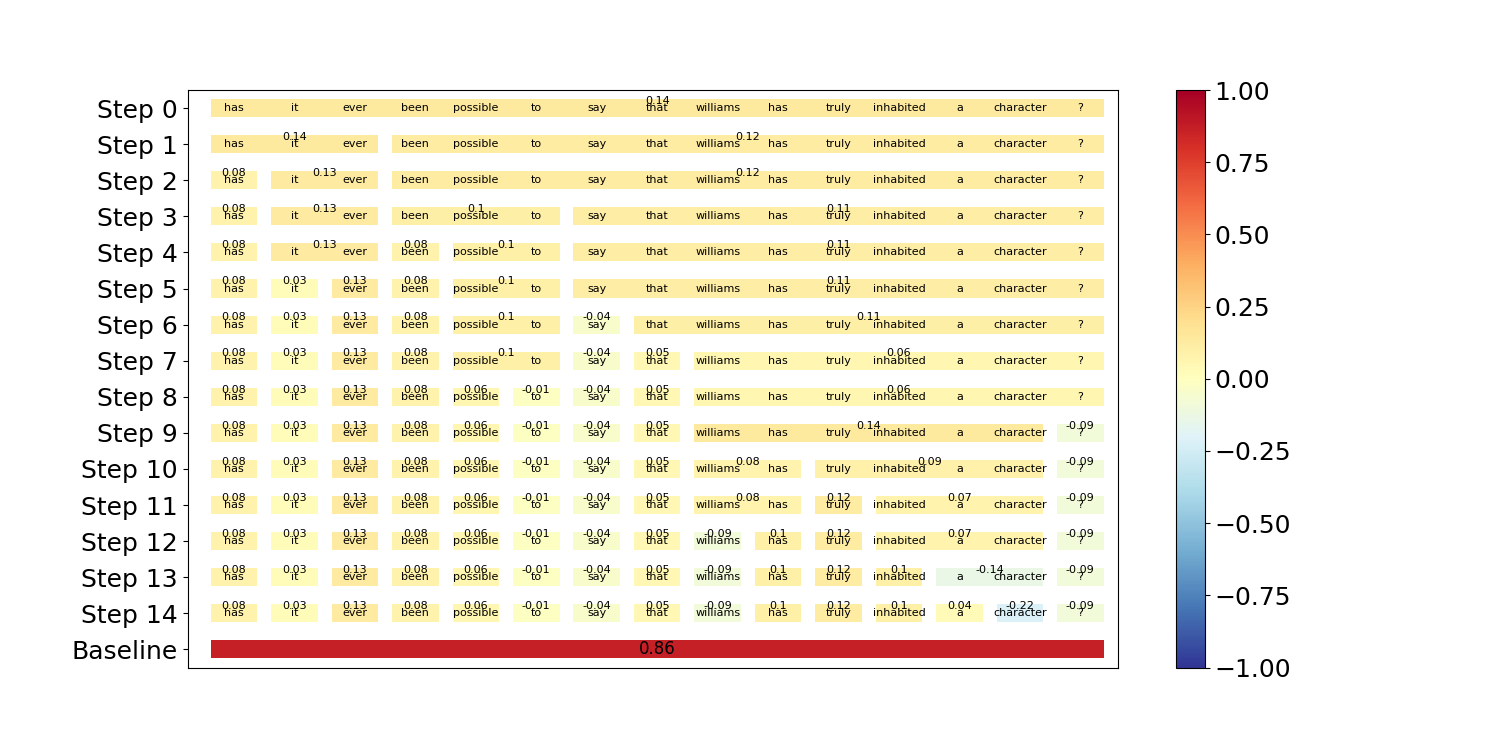 0.14
Step 0 has it ever been possible to say that williams has truly inhabited a character ?
0.14 0.12
Step 1 has it ever been possible to say that williams has truly inhabited a character ?
0.08 0.13 0.12
Step 2 has it ever been possible to say that williams has truly inhabited a character ?
0.08 0.13 0.1 0.11
Step 3 has it ever been possible to say that williams has truly inhabited a character ?
0.08 0.13 0.08 0.1 0.11
Step 4 has it ever been possible to say that williams has truly inhabited a character ?
0.08 0.03 0.13 0.08 0.1 0.11
Step 5 has it ever been possible to say that williams has truly inhabited a character ?
0.08 0.03 0.13 0.08 0.1 -0.04 0.11
Step 6 has it ever been possible to say that williams has truly inhabited a character ?
0.08 0.03 0.13 0.08 0.1 -0.04 0.05 0.06
Step 7 has it ever been possible to say that williams has truly inhabited a character ?
0.08 0.03 0.13 0.08 0.06 -0.01 -0.04 0.05 0.06
Step 8 has it ever been possible to say that williams has truly inhabited a character ?
0.08 0.03 0.13 0.08 0.06 -0.01 -0.04 0.05 0.14 -0.09
Step 9 has it ever been possible to say that williams has truly inhabited a character ?
0.08 0.03 0.13 0.08 0.06 -0.01 -0.04 0.05 0.08 0.09 -0.09
Step 10 has it ever been possible to say that williams has truly inhabited a character ?
0.08 0.03 0.13 0.08 0.06 -0.01 -0.04 0.05 0.08 0.12 0.07 -0.09
Step 11 has it ever been possible to say that williams has truly inhabited a character ?
0.08 0.03 0.13 0.08 0.06 -0.01 -0.04 0.05 -0.09 0.1 0.12 0.07 -0.09
Step 12 has it ever been possible to say that williams has truly inhabited a character ?
0.08 0.03 0.13 0.08 0.06 -0.01 -0.04 0.05 -0.09 0.1 0.12 0.1 -0.14 -0.09
Step 13 has it ever been possible to say that williams has truly inhabited a character ?
0.08 0.03 0.13 0.08 0.06 -0.01 -0.04 0.05 -0.09 0.1 0.12 0.1 0.04 -0.22 -0.09
Step 14 has it ever been possible to say that williams has truly inhabited a character ?
Baseline 0.86
1.00
0.75
0.50
0.25
0.00
−0.25
−0.50
−0.75
−1.00